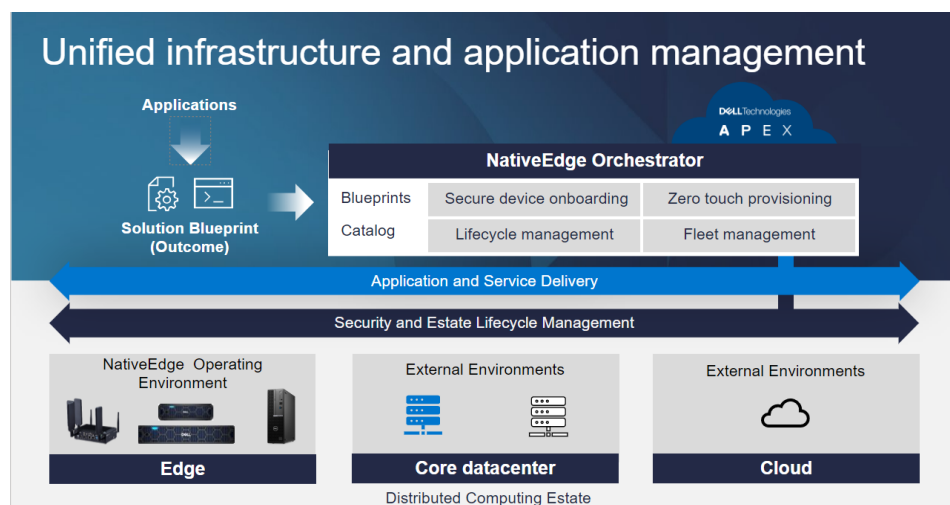 Unified infrastructure and application management
Applications
DELLTechnologies
APEX
NativeEdge Orchestrator
Blueprints
Secure device onboarding
Zero touch provisioning
Catalog
Lifecycle management
Fleet management
Solution Blueprint
(Outcome)
Application and Service Delivery
Security and Estate Lifecycle Management
NativeEdge Operating
Environment
DELL
Edge
External Environments
Core datacenter
External Environments
Cloud
Distributed Computing Estate